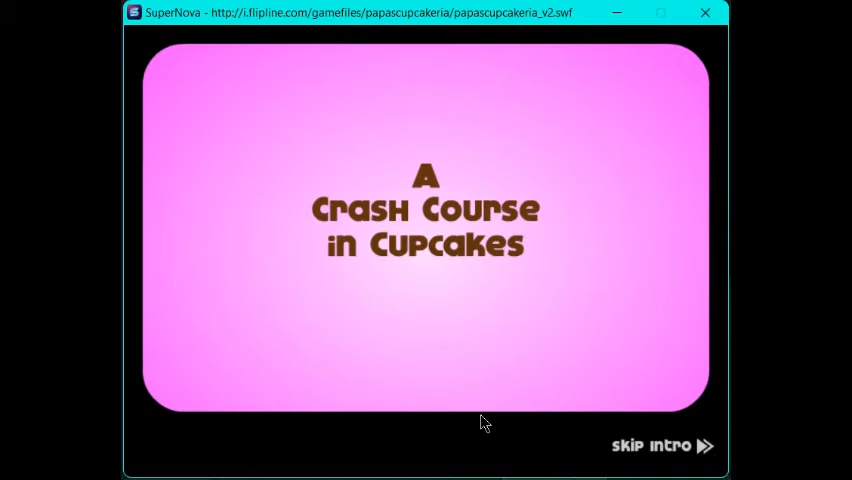 SuperNova - http://i.flipline.com/gamefiles/papascupcakeria/papascupcakeria_v2.swf
A
Crash Course
in Cupcakes
skip intro